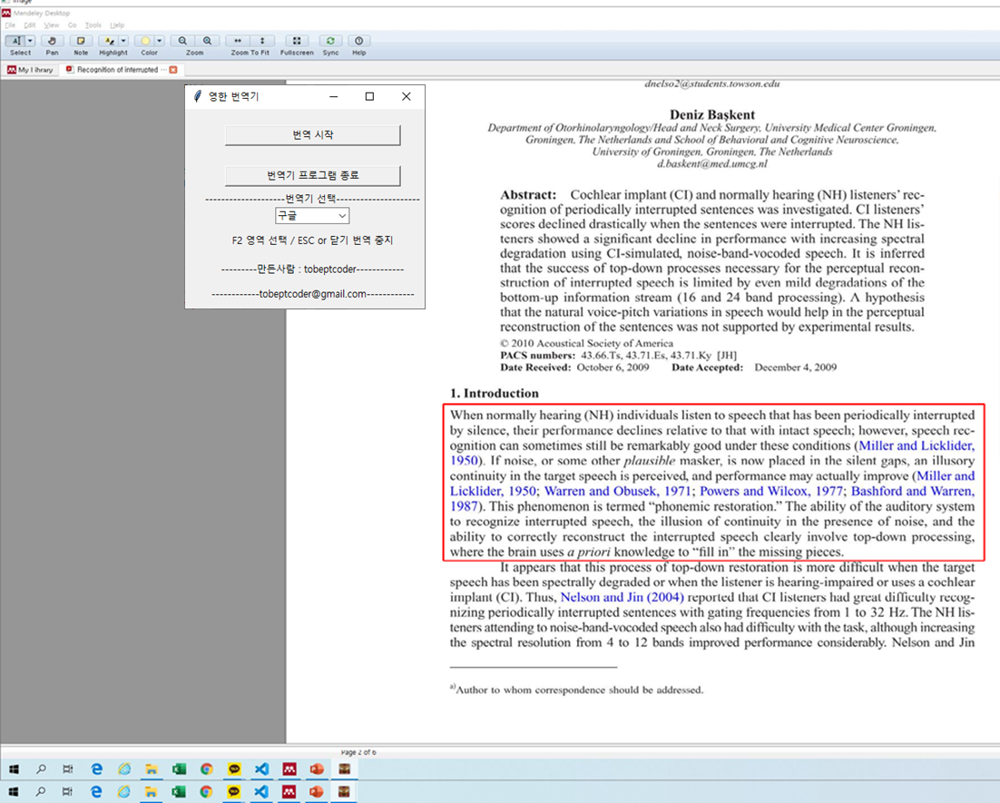 Image
Mendeley Desktop
File Edit View Go Tools Help
Select Pan Note Highlight Color Zoom Zoom To Fit Fullscreen Sync Help
My Library Recognition of interrupted ...
영한 번역기
번역 시작
번역기 프로그램 종료
--------------------번역기 선택---------------------
구글
F2 영역 선택 / ESC or 닫기 번역 중지
---------만든사람 : tobeptcoder------------
------------tobeptcoder@gmail.com------------
dnelso2@students.towson.edu
Deniz Başkent
Department of Otorhinolaryngology/Head and Neck Surgery, University Medical Center Groningen,
Groningen, The Netherlands and School of Behavioral and Cognitive Neuroscience,
University of Groningen, Groningen, The Netherlands
d.baskent@med.umcg.nl
Abstract: Cochlear implant (CI) and normally hearing (NH) listeners' rec-
ognition of periodically interrupted sentences was investigated. CI listeners'
scores declined drastically when the sentences were interrupted. The NH lis-
teners showed a significant decline in performance with increasing spectral
degradation using CI-simulated, noise-band-vocoded speech. It is inferred
that the success of top-down processes necessary for the perceptual recon-
struction of interrupted speech is limited by even mild degradations of the
bottom-up information stream (16 and 24 band processing). A hypothesis
that the natural voice-pitch variations in speech would help in the perceptual
reconstruction of the sentences was not supported by experimental results.
© 2010 Acoustical Society of America
PACS numbers: 43.66.Ts, 43.71.Es, 43.71.Ky [JH]
Date Received: October 6, 2009 Date Accepted: December 4, 2009
1. Introduction
When normally hearing (NH) individuals listen to speech that has been periodically interrupted
by silence, their performance declines relative to that with intact speech; however, speech rec-
ognition can sometimes still be remarkably good under these conditions (Miller and Licklider,
1950). If noise, or some other plausible masker, is now placed in the silent gaps, an illusory
continuity in the target speech is perceived, and performance may actually improve (Miller and
Licklider, 1950; Warren and Obusek, 1971; Powers and Wilcox, 1977; Bashford and Warren,
1987). This phenomenon is termed “phonemic restoration.” The ability of the auditory system
to recognize interrupted speech, the illusion of continuity in the presence of noise, and the
ability to correctly reconstruct the interrupted speech clearly involve top-down processing,
where the brain uses a priori knowledge to “fill in” the missing pieces.
It appears that this process of top-down restoration is more difficult when the target
speech has been spectrally degraded or when the listener is hearing-impaired or uses a cochlear
implant (CI). Thus, Nelson and Jin (2004) reported that CI listeners had great difficulty recog-
nizing periodically interrupted sentences with gating frequencies from 1 to 32 Hz. The NH lis-
teners attending to noise-band-vocoded speech also had difficulty with the task, although increasing
the spectral resolution from 4 to 12 bands improved performance considerably. Nelson and Jin
a)Author to whom correspondence should be addressed.
Page 2 of 6